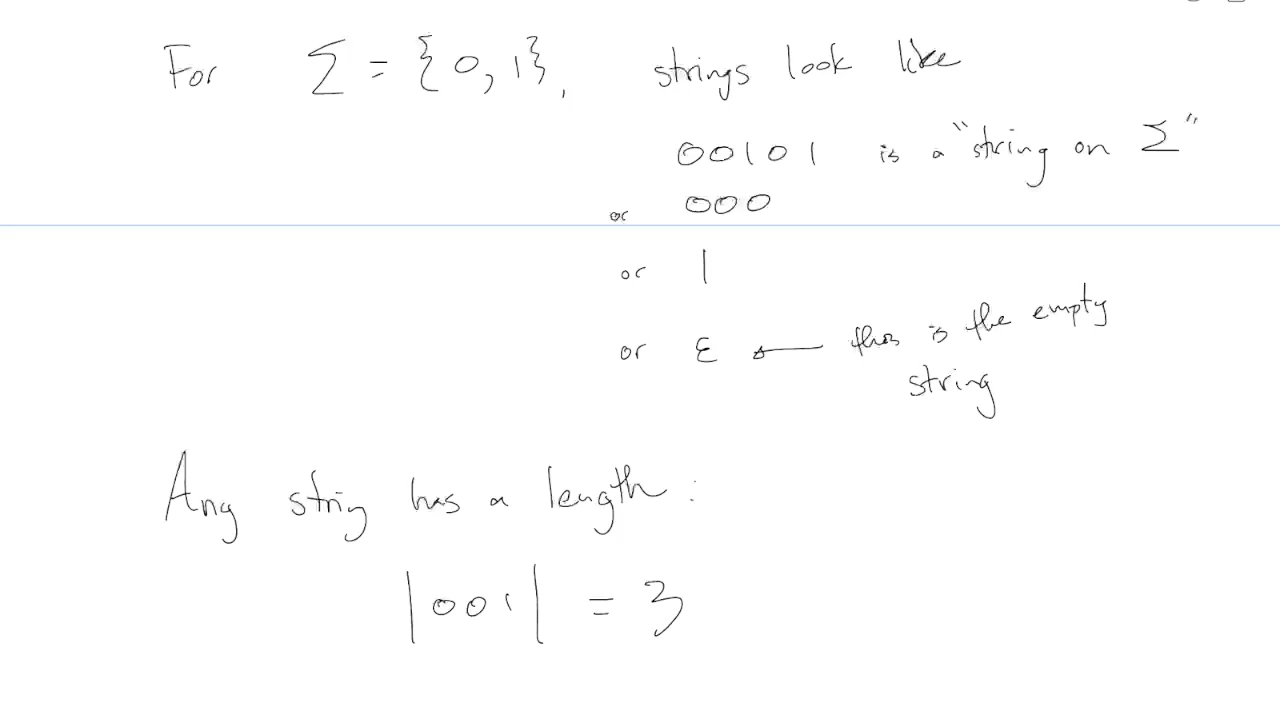 For Σ = {0, 1}, strings look like
00101 is a "string on Σ"
or 000
or 1
or ε ← this is the empty
string
Any string has a length:
|001| = 3